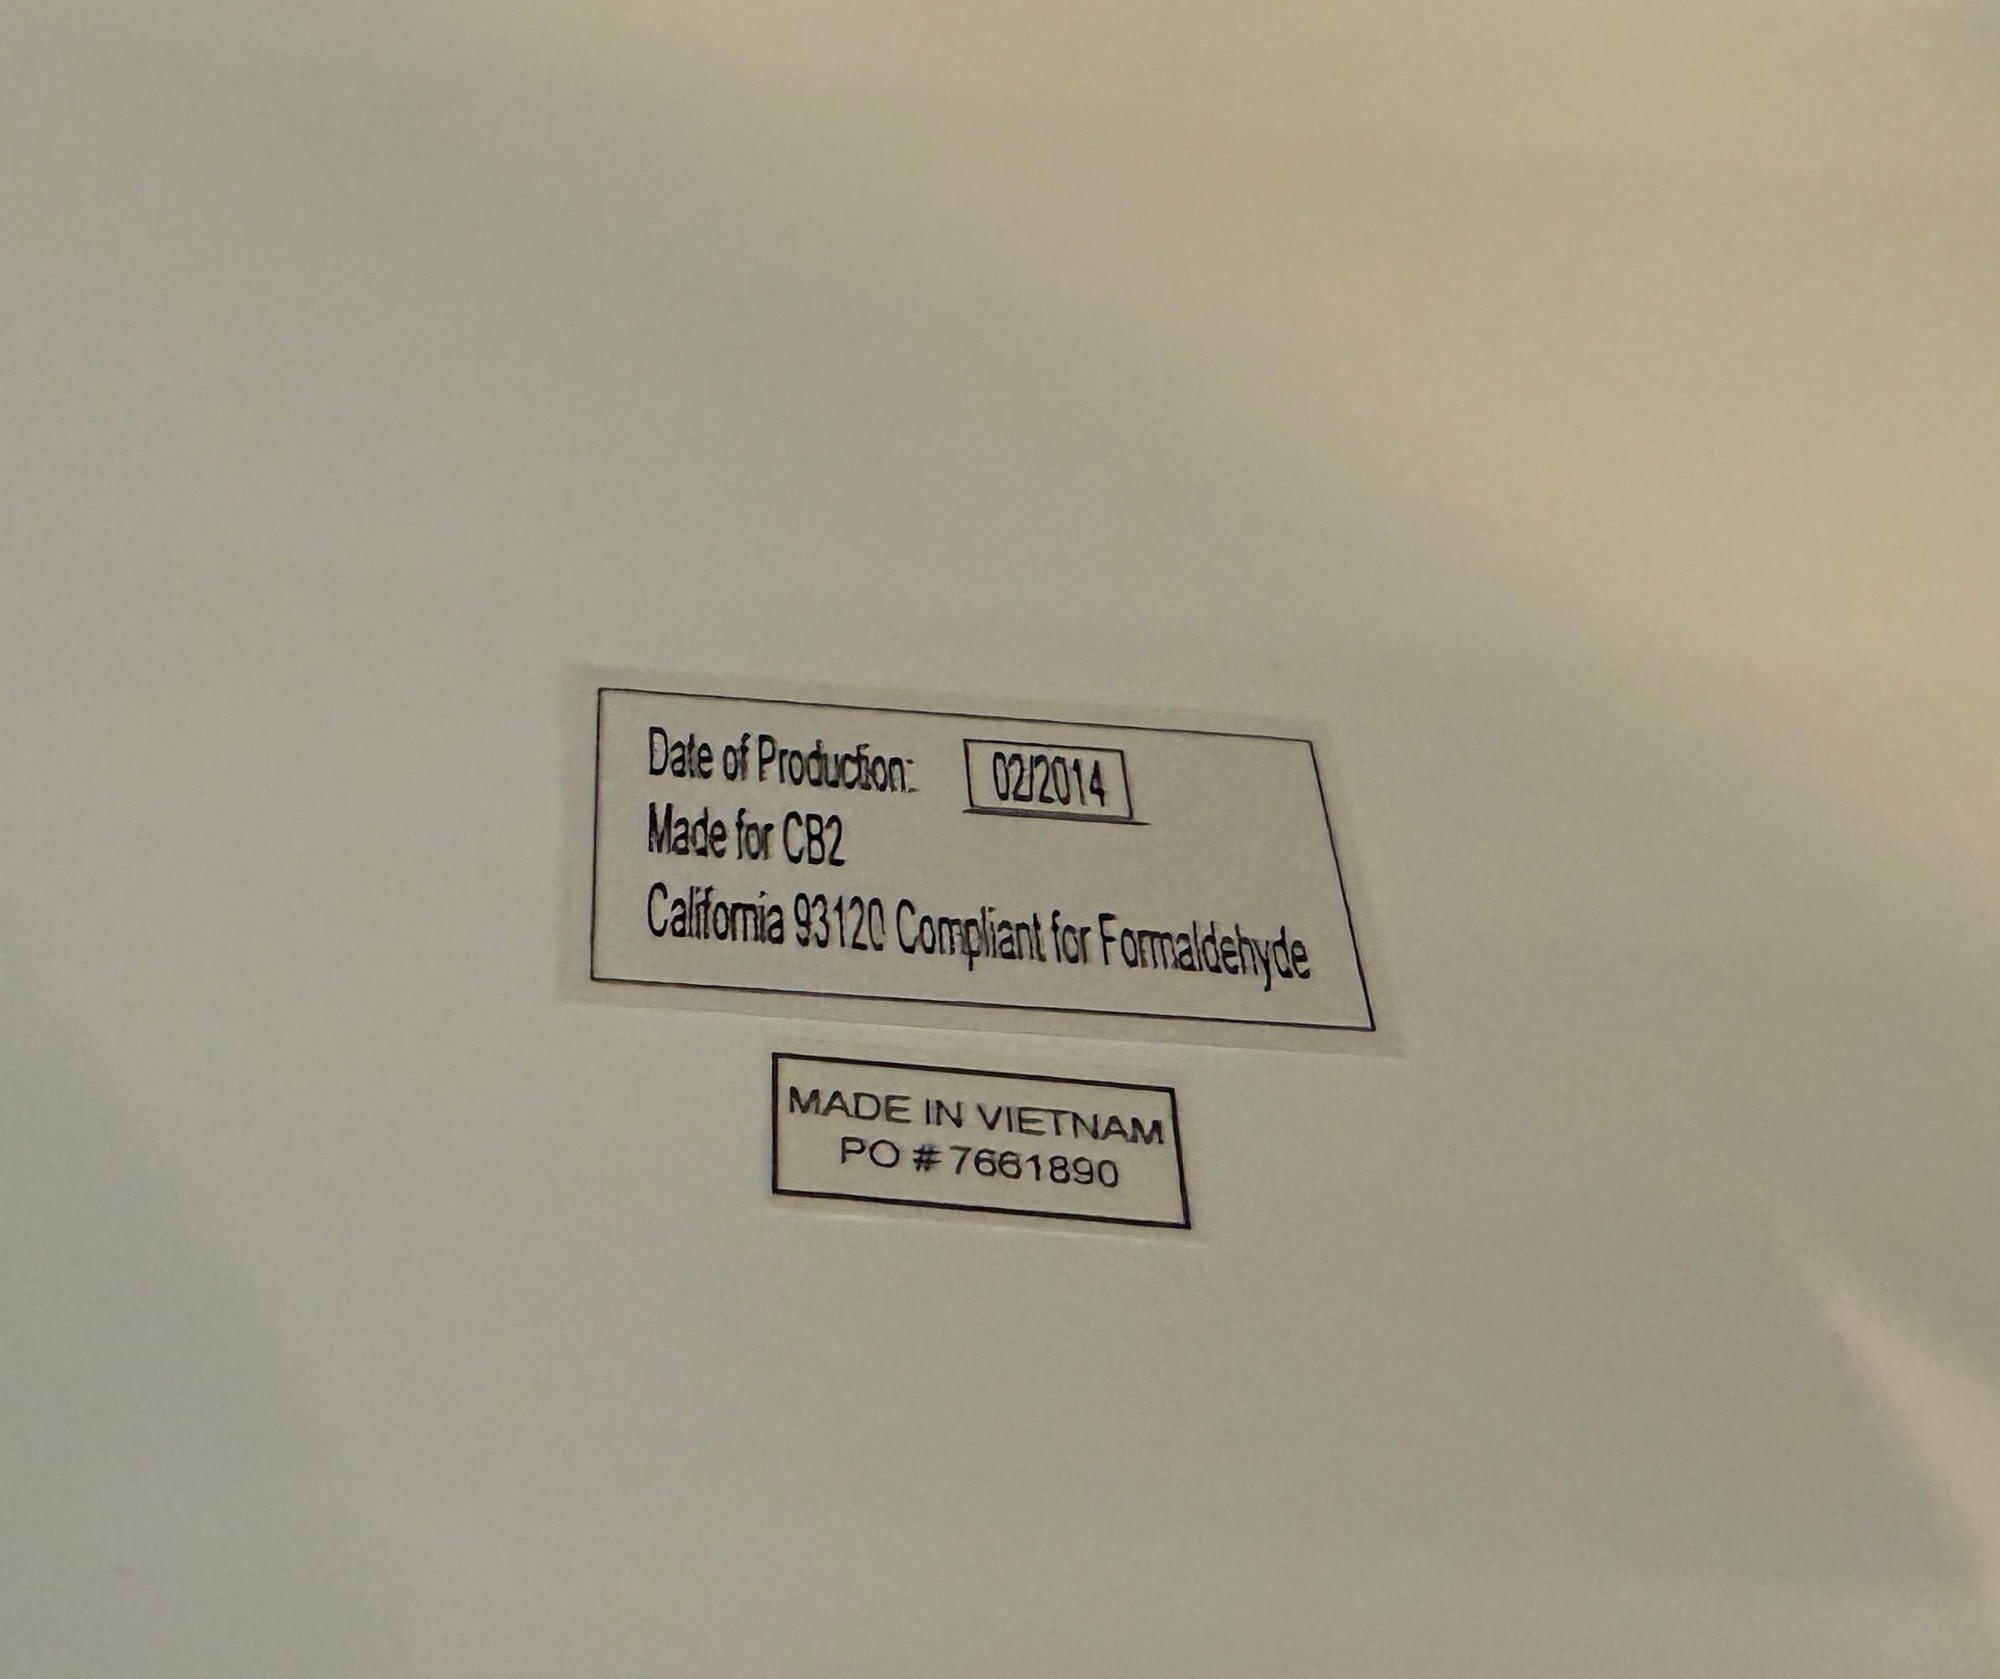 Date of Production: 02/2014
Made for CB2
California 93120 Compliant for Formaldehyde
MADE IN VIETNAM
PO # 7661890